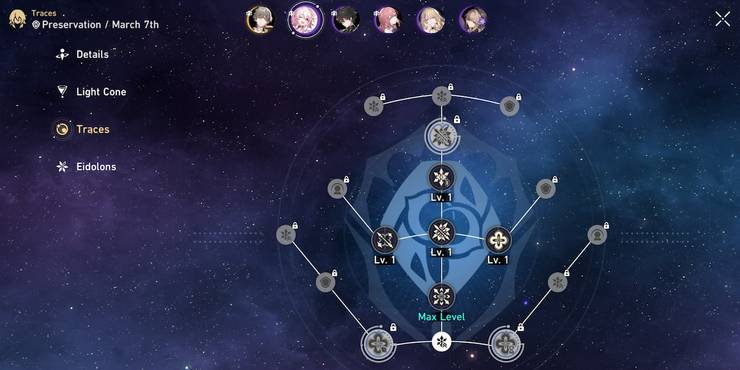 Traces
Preservation / March 7th
Details
Light Cone
Traces
Eidolons
Lv. 1
Lv. 1
Lv. 1
Lv. 1
Max Level